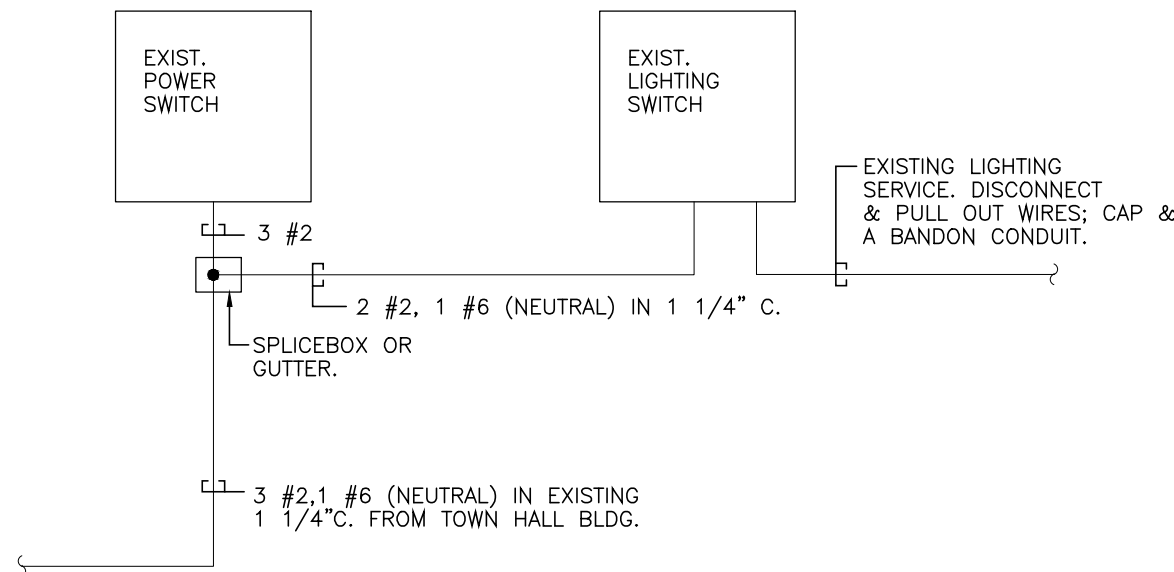 EXIST.
POWER
SWITCH
EXIST.
LIGHTING
SWITCH
EXISTING LIGHTING
SERVICE. DISCONNECT
& PULL OUT WIRES; CAP &
A BANDON CONDUIT.
3 #2
2 #2, 1 #6 (NEUTRAL) IN 1 1/4" C.
SPLICEBOX OR
GUTTER.
3 #2,1 #6 (NEUTRAL) IN EXISTING
1 1/4"C. FROM TOWN HALL BLDG.